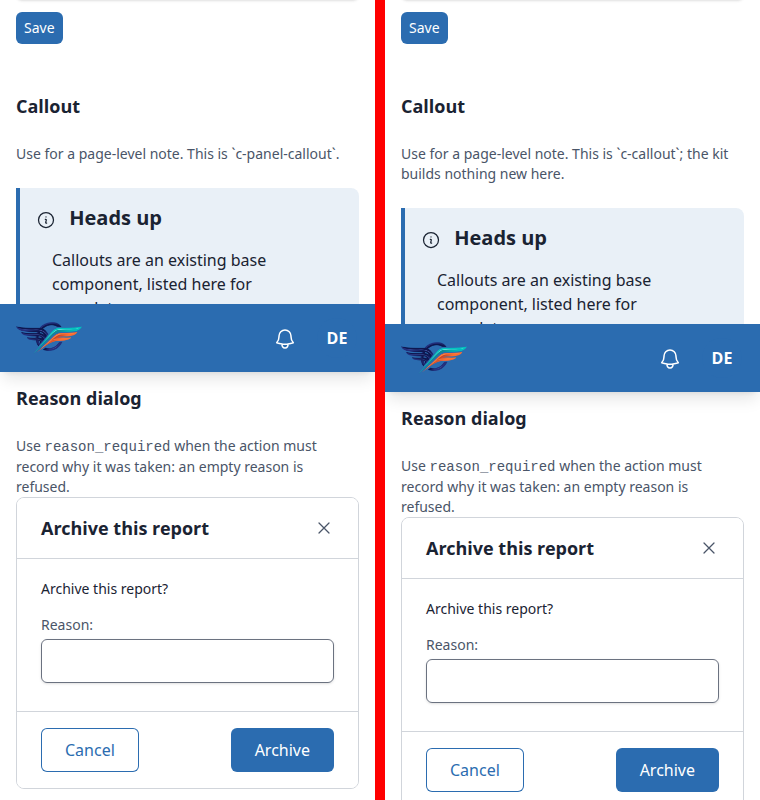 Save
Callout
Use for a page-level note. This is `c-panel-callout`.
Heads up
Callouts are an existing base
component, listed here for
DE
Reason dialog
Use reason_required when the action must
record why it was taken: an empty reason is
refused.
Archive this report
Archive this report?
Reason:
Cancel
Archive
Save
Callout
Use for a page-level note. This is `c-callout`; the kit
builds nothing new here.
Heads up
Callouts are an existing base
component, listed here for
DE
Reason dialog
Use reason_required when the action must
record why it was taken: an empty reason is
refused.
Archive this report
Archive this report?
Reason:
Cancel
Archive